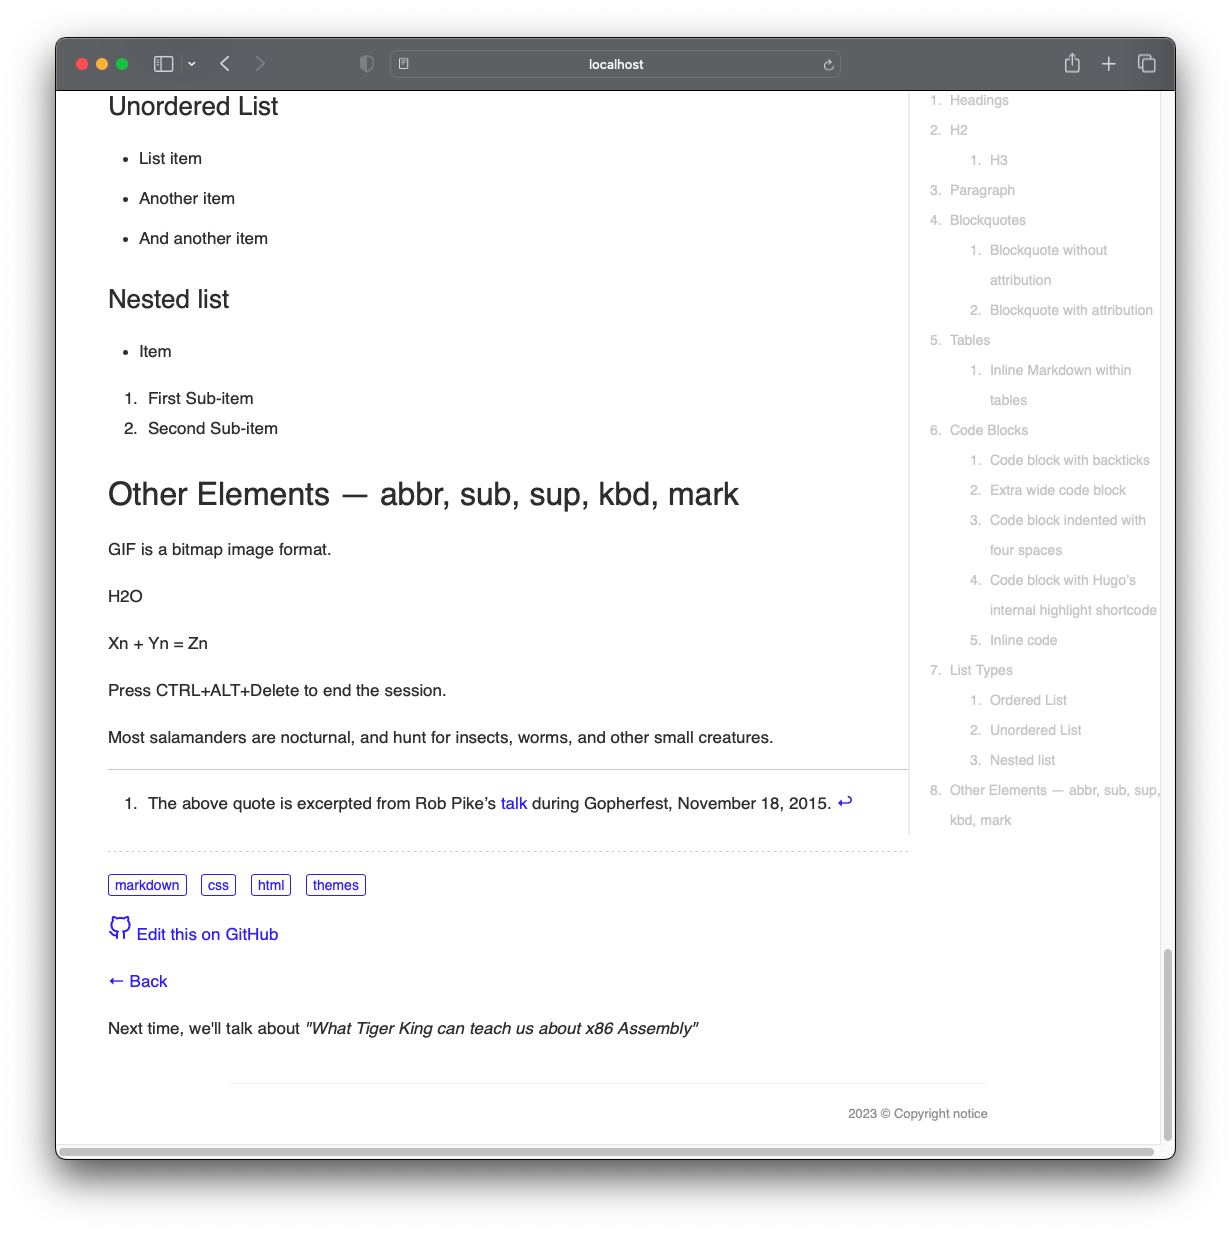 localhost
Unordered List
• List item
• Another item
• And another item
Nested list
• Item
1. First Sub-item
2. Second Sub-item
Other Elements — abbr, sub, sup, kbd, mark
GIF is a bitmap image format.
H2O
Xn + Yn = Zn
Press CTRL+ALT+Delete to end the session.
Most salamanders are nocturnal, and hunt for insects, worms, and other small creatures.
1. The above quote is excerpted from Rob Pike’s talk during Gopherfest, November 18, 2015. ↩
markdown css html themes
Edit this on GitHub
← Back
Next time, we'll talk about "What Tiger King can teach us about x86 Assembly"
1. Headings
2. H2
1. H3
3. Paragraph
4. Blockquotes
1. Blockquote without
attribution
2. Blockquote with attribution
5. Tables
1. Inline Markdown within
tables
6. Code Blocks
1. Code block with backticks
2. Extra wide code block
3. Code block indented with
four spaces
4. Code block with Hugo’s
internal highlight shortcode
5. Inline code
7. List Types
1. Ordered List
2. Unordered List
3. Nested list
8. Other Elements — abbr, sub, sup,
kbd, mark
2023 © Copyright notice